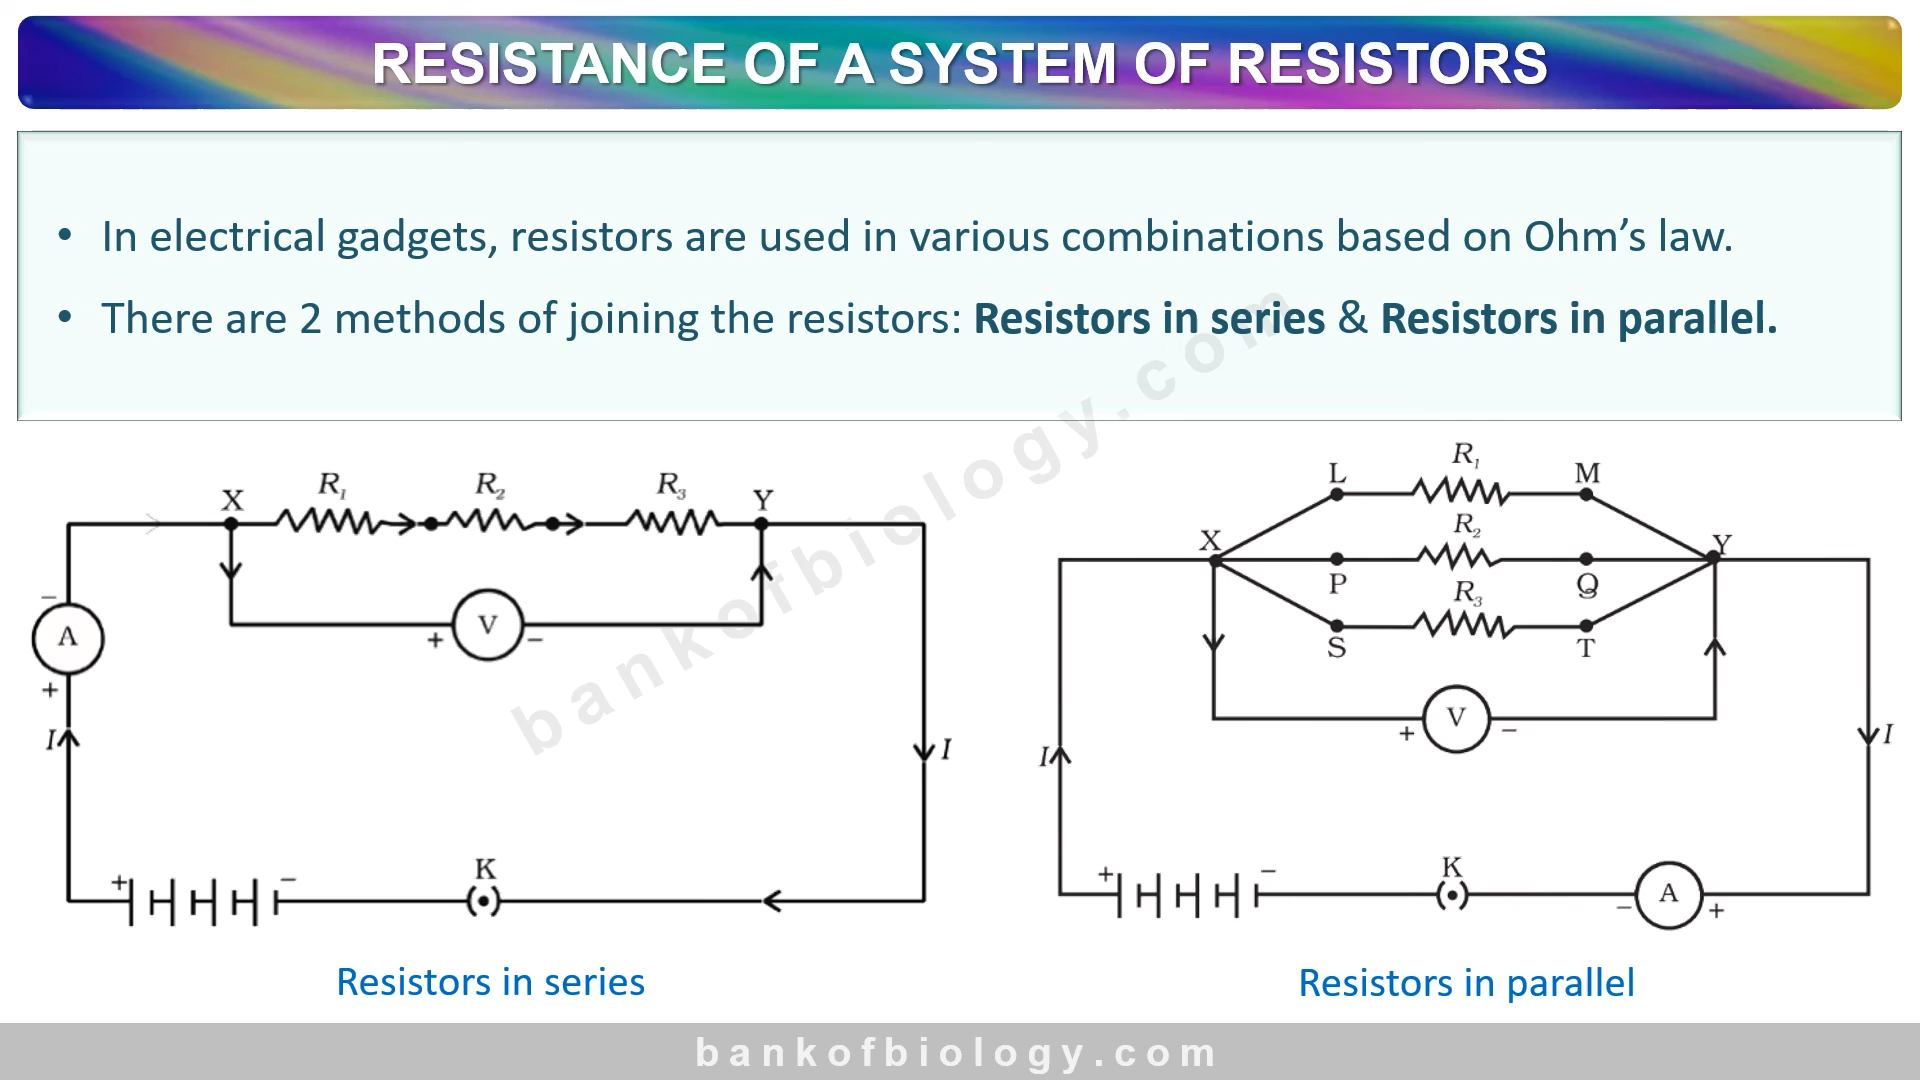 RESISTANCE OF A SYSTEM OF RESISTORS
• In electrical gadgets, resistors are used in various combinations based on Ohm’s law.
• There are 2 methods of joining the resistors: Resistors in series & Resistors in parallel.
bankofbiology.com
X R₁ R₂ R₃ Y
+ V −
− A +
I
I
+ − K
Resistors in series
L R₁ M
X P R₂ Q Y
S R₃ T
+ V −
I
I
+ − K − A +
Resistors in parallel
bankofbiology.com